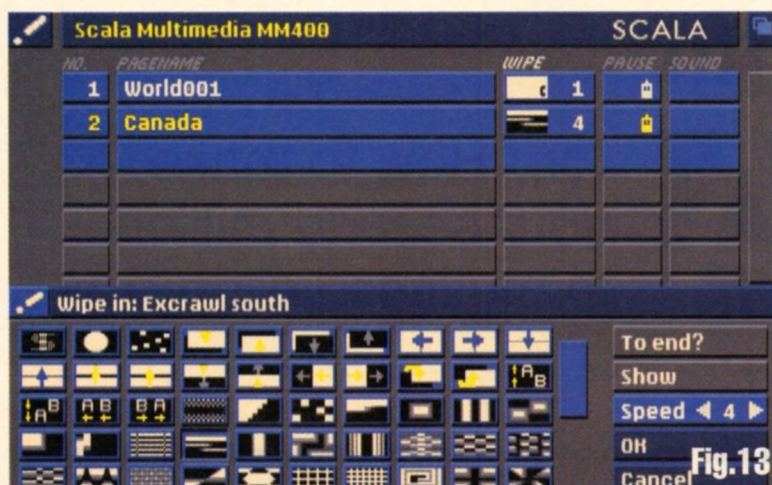 Scala Multimedia MM400 SCALA
NO. PAGENAME WIPE PAUSE SOUND
1 World001 1
2 Canada 4
Wipe in: Excrawl south
To end?
Show
A B
A B A B B A
Speed 4
OK
Cancel
Fig.13